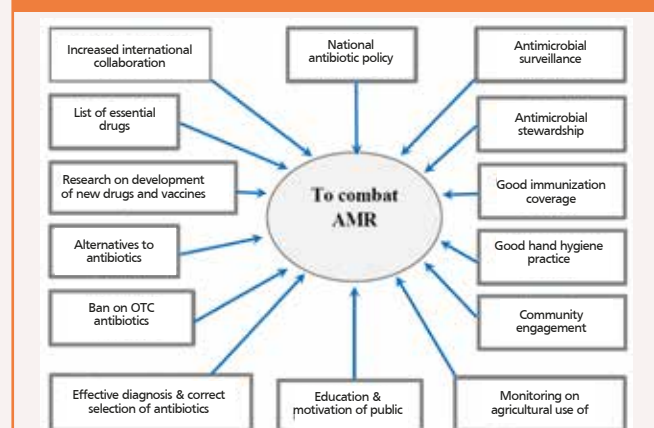 Increased international
collaboration
National
antibiotic policy
Antimicrobial
surveillance
List of essential
drugs
Antimicrobial
stewardship
Research on development
of new drugs and vaccines
To combat
AMR
Good immunization
coverage
Alternatives to
antibiotics
Good hand hygiene
practice
Ban on OTC
antibiotics
Community
engagement
Effective diagnosis & correct
selection of antibiotics
Education &
motivation of public
Monitoring on
agricultural use of